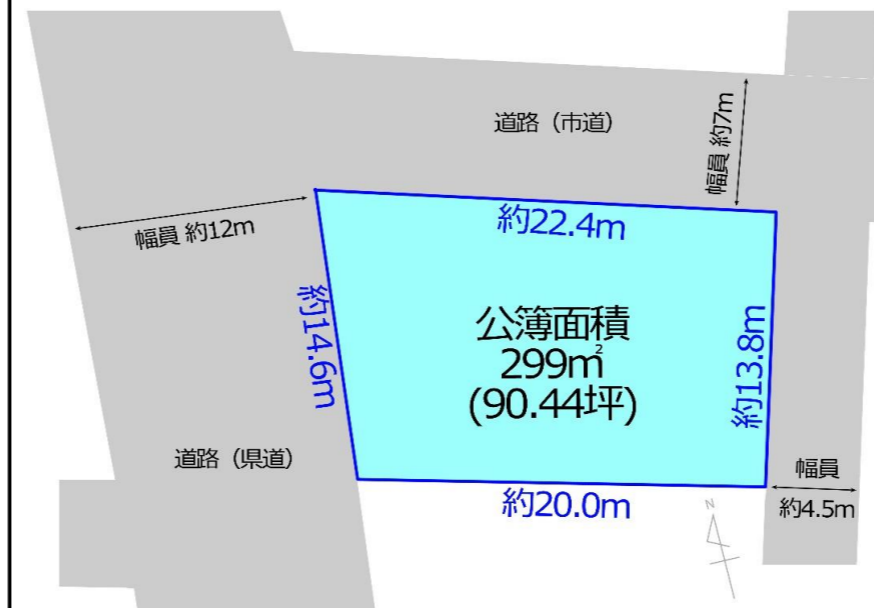 道路（市道）
幅員 約7m
幅員 約12m
約22.4m
約14.6m
公簿面積
299㎡
(90.44坪)
約13.8m
道路（県道）
幅員
約4.5m
約20.0m
N